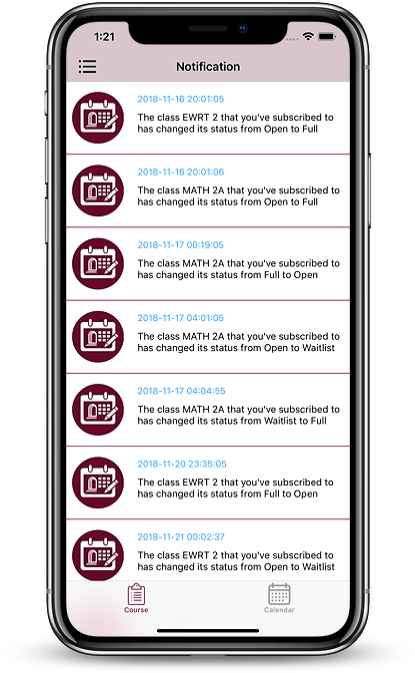 1:21
Notification
2018-11-16 20:01:05
The class EWRT 2 that you've subscribed to
has changed its status from Open to Full
2018-11-16 20:01:06
The class MATH 2A that you've subscribed to
has changed its status from Open to Full
2018-11-17 00:19:05
The class MATH 2A that you've subscribed to
has changed its status from Full to Open
2018-11-17 04:01:05
The class MATH 2A that you've subscribed to
has changed its status from Open to Waitlist
2018-11-17 04:04:55
The class MATH 2A that you've subscribed to
has changed its status from Waitlist to Full
2018-11-20 23:35:05
The class EWRT 2 that you've subscribed to
has changed its status from Full to Open
2018-11-21 00:02:37
The class EWRT 2 that you've subscribed to
has changed its status from Open to Waitlist
Course
Calendar